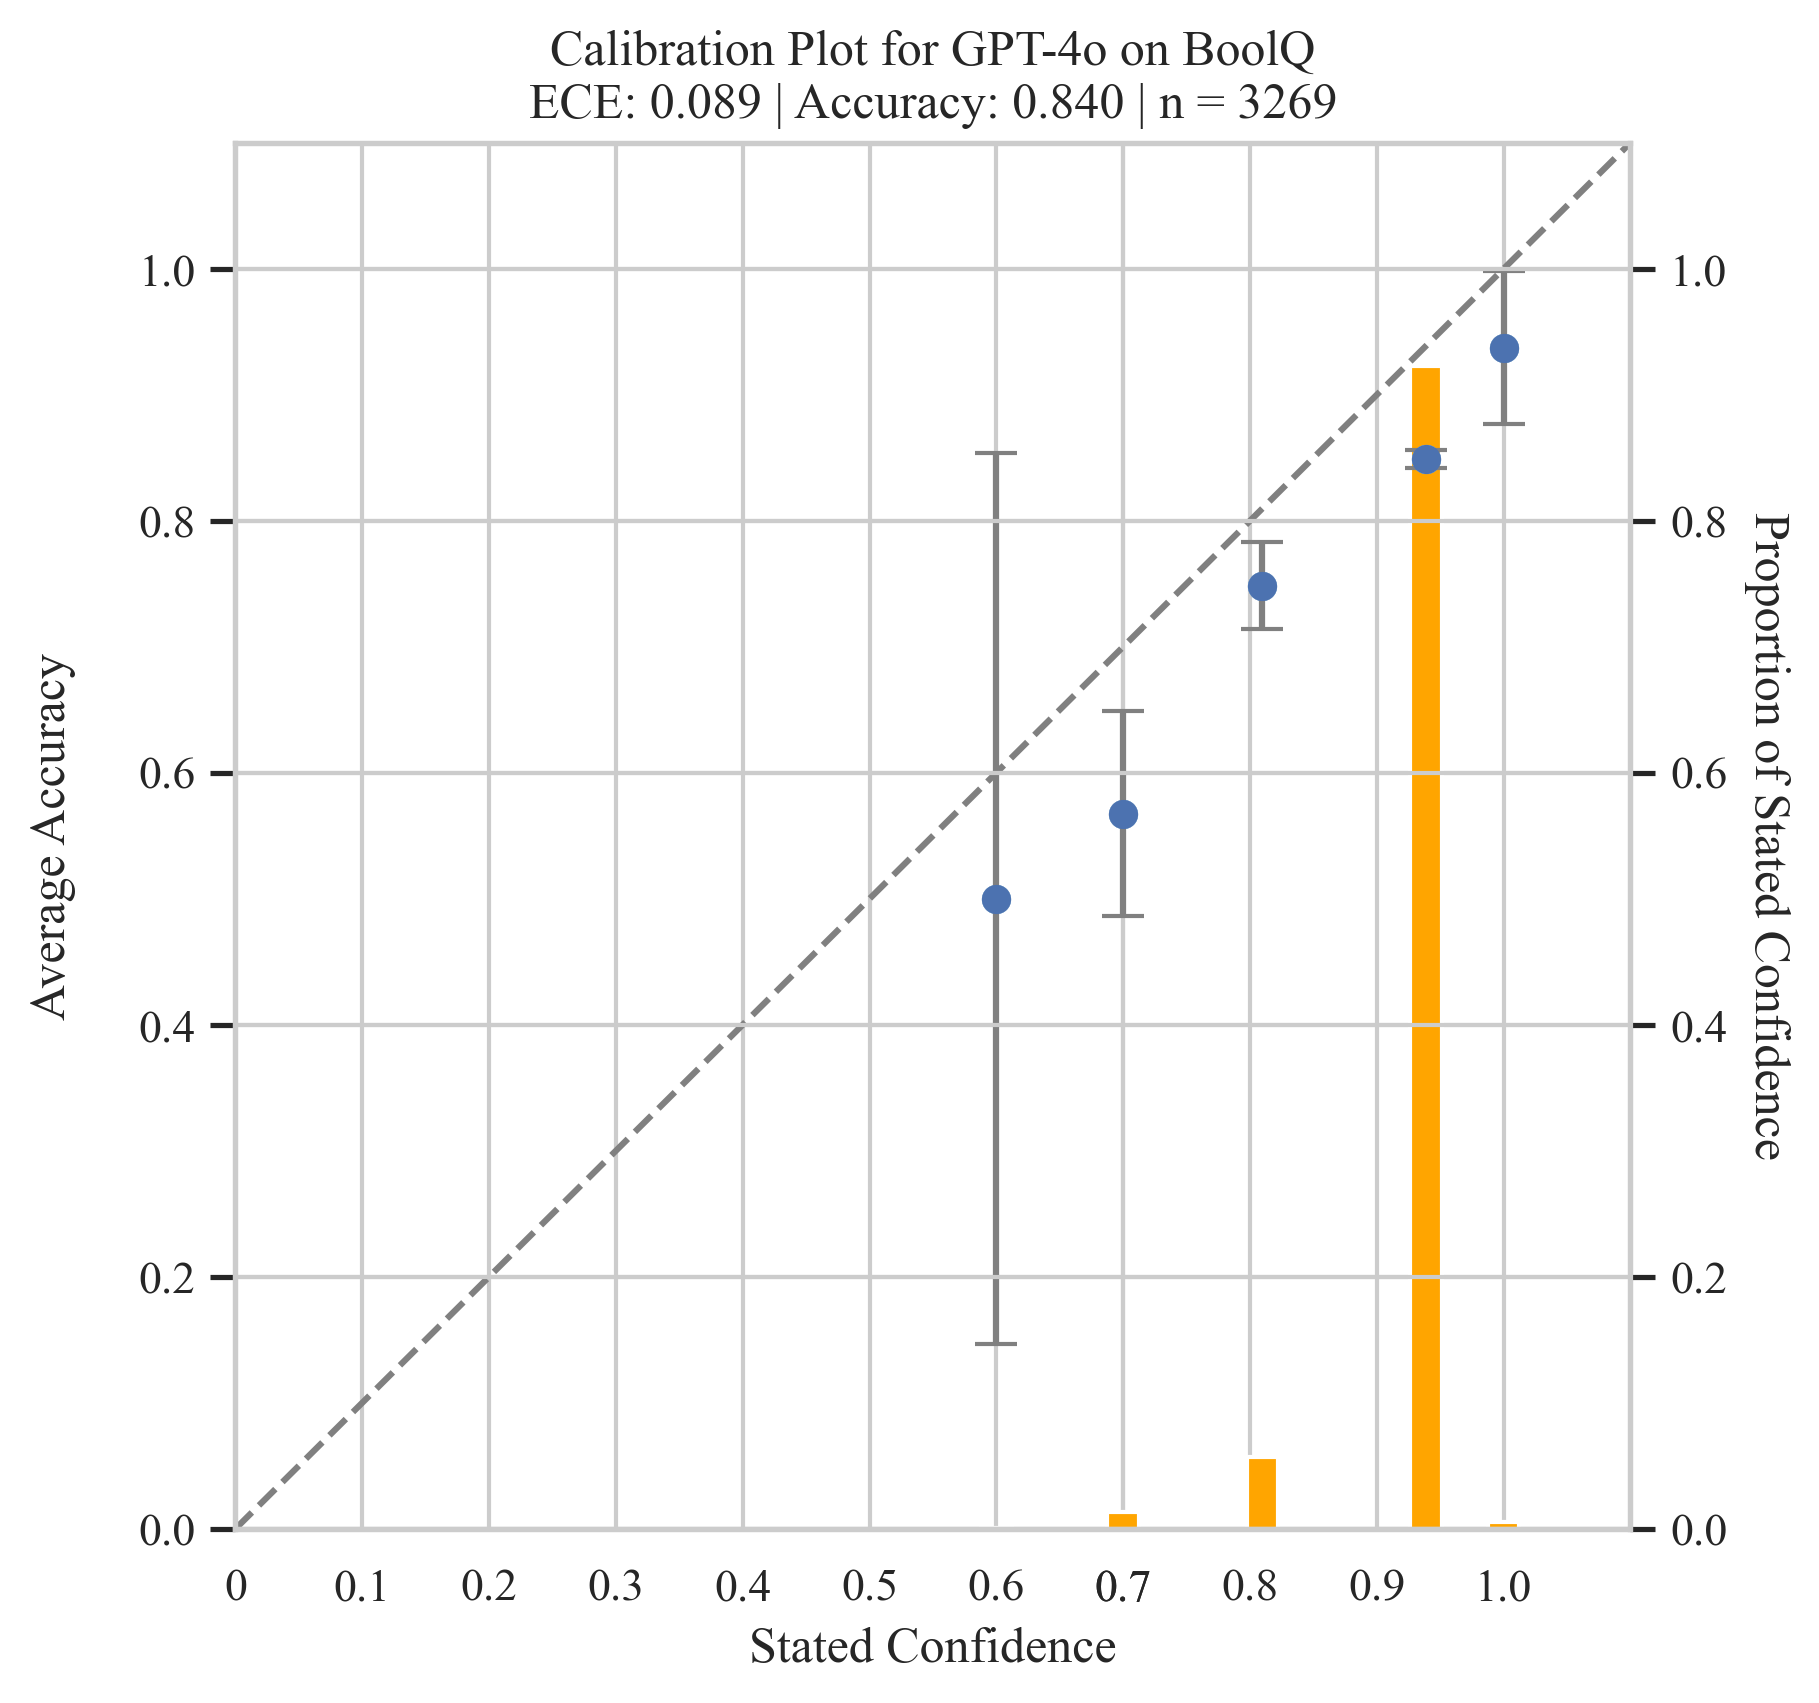 Calibration Plot for GPT-4o on BoolQ
ECE: 0.089 | Accuracy: 0.840 | n = 3269
Average Accuracy
1.0
0.8
0.6
0.4
0.2
0.0
1.0
0.8
0.6
0.4
0.2
0.0
Proportion of Stated Confidence
0 0.1 0.2 0.3 0.4 0.5 0.6 0.7 0.8 0.9 1.0
Stated Confidence